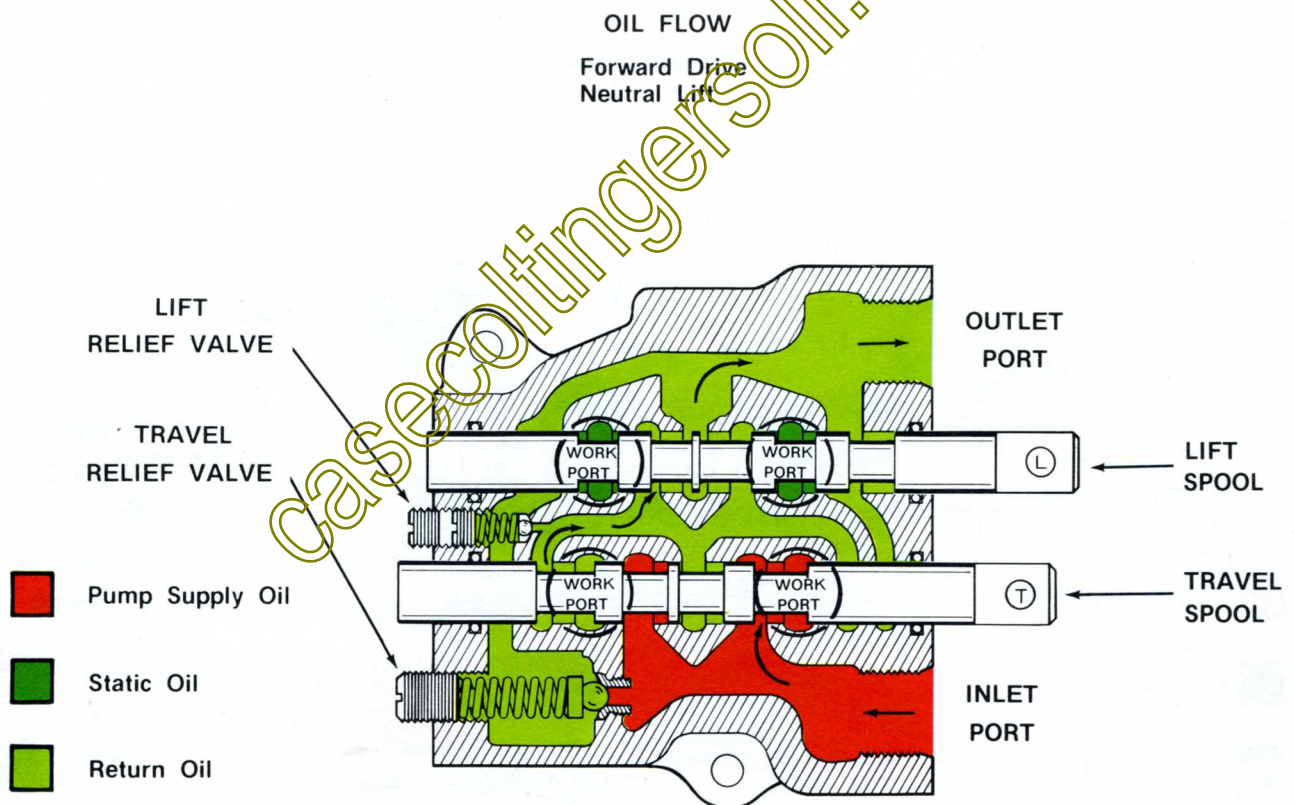 OIL FLOW
Forward Drive
Neutral Lift
casecoltingersoll.
LIFT
RELIEF VALVE
TRAVEL
RELIEF VALVE
OUTLET
PORT
WORK
PORT
WORK
PORT
L
LIFT
SPOOL
WORK
PORT
WORK
PORT
T
TRAVEL
SPOOL
INLET
PORT
Pump Supply Oil
Static Oil
Return Oil